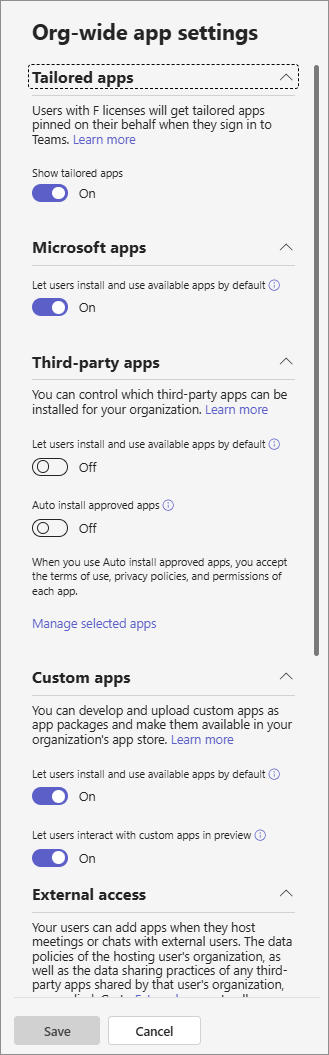 Org-wide app settings
Tailored apps
Users with F licenses will get tailored apps
pinned on their behalf when they sign in to
Teams. Learn more
Show tailored apps
On
Microsoft apps
Let users install and use available apps by default
On
Third-party apps
You can control which third-party apps can be
installed for your organization. Learn more
Let users install and use available apps by default
Off
Auto install approved apps
Off
When you use Auto install approved apps, you accept
the terms of use, privacy policies, and permissions of
each app.
Manage selected apps
Custom apps
You can develop and upload custom apps as
app packages and make them available in your
organization's app store. Learn more
Let users install and use available apps by default
On
Let users interact with custom apps in preview
On
External access
Your users can add apps when they host
meetings or chats with external users. The data
policies of the hosting user's organization, as
well as the data sharing practices of any third-
party apps shared by that user's organization,
Save
Cancel